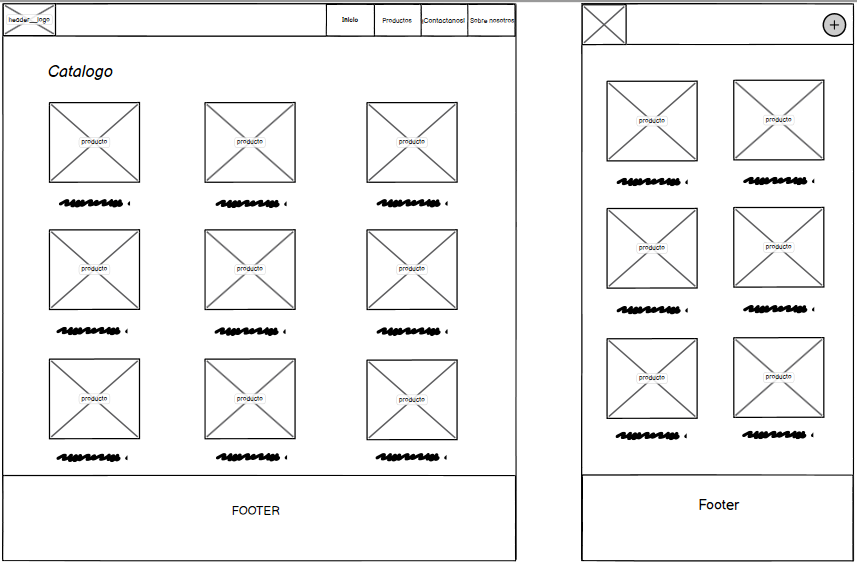 header__logo
Inicio
Productos
¡Contactanos!
Sobre nosotros
Catalogo
producto
producto
producto
producto
producto
producto
producto
producto
producto
FOOTER
+
producto
producto
producto
producto
producto
producto
Footer